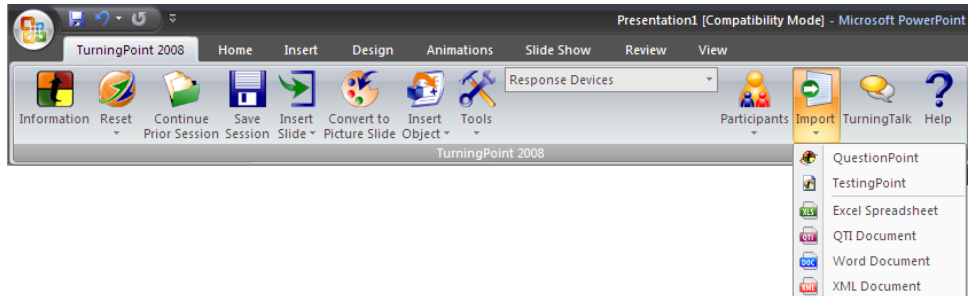 Presentation1 [Compatibility Mode] - Microsoft PowerPoint
TurningPoint 2008 Home Insert Design Animations Slide Show Review View
Response Devices
Information Reset Continue Save Insert Convert to Insert Tools Participants Import TurningTalk Help
Prior Session Session Slide Picture Slide Object
TurningPoint 2008
QuestionPoint
TestingPoint
XLS Excel Spreadsheet
QTI QTI Document
DOC Word Document
XML XML Document